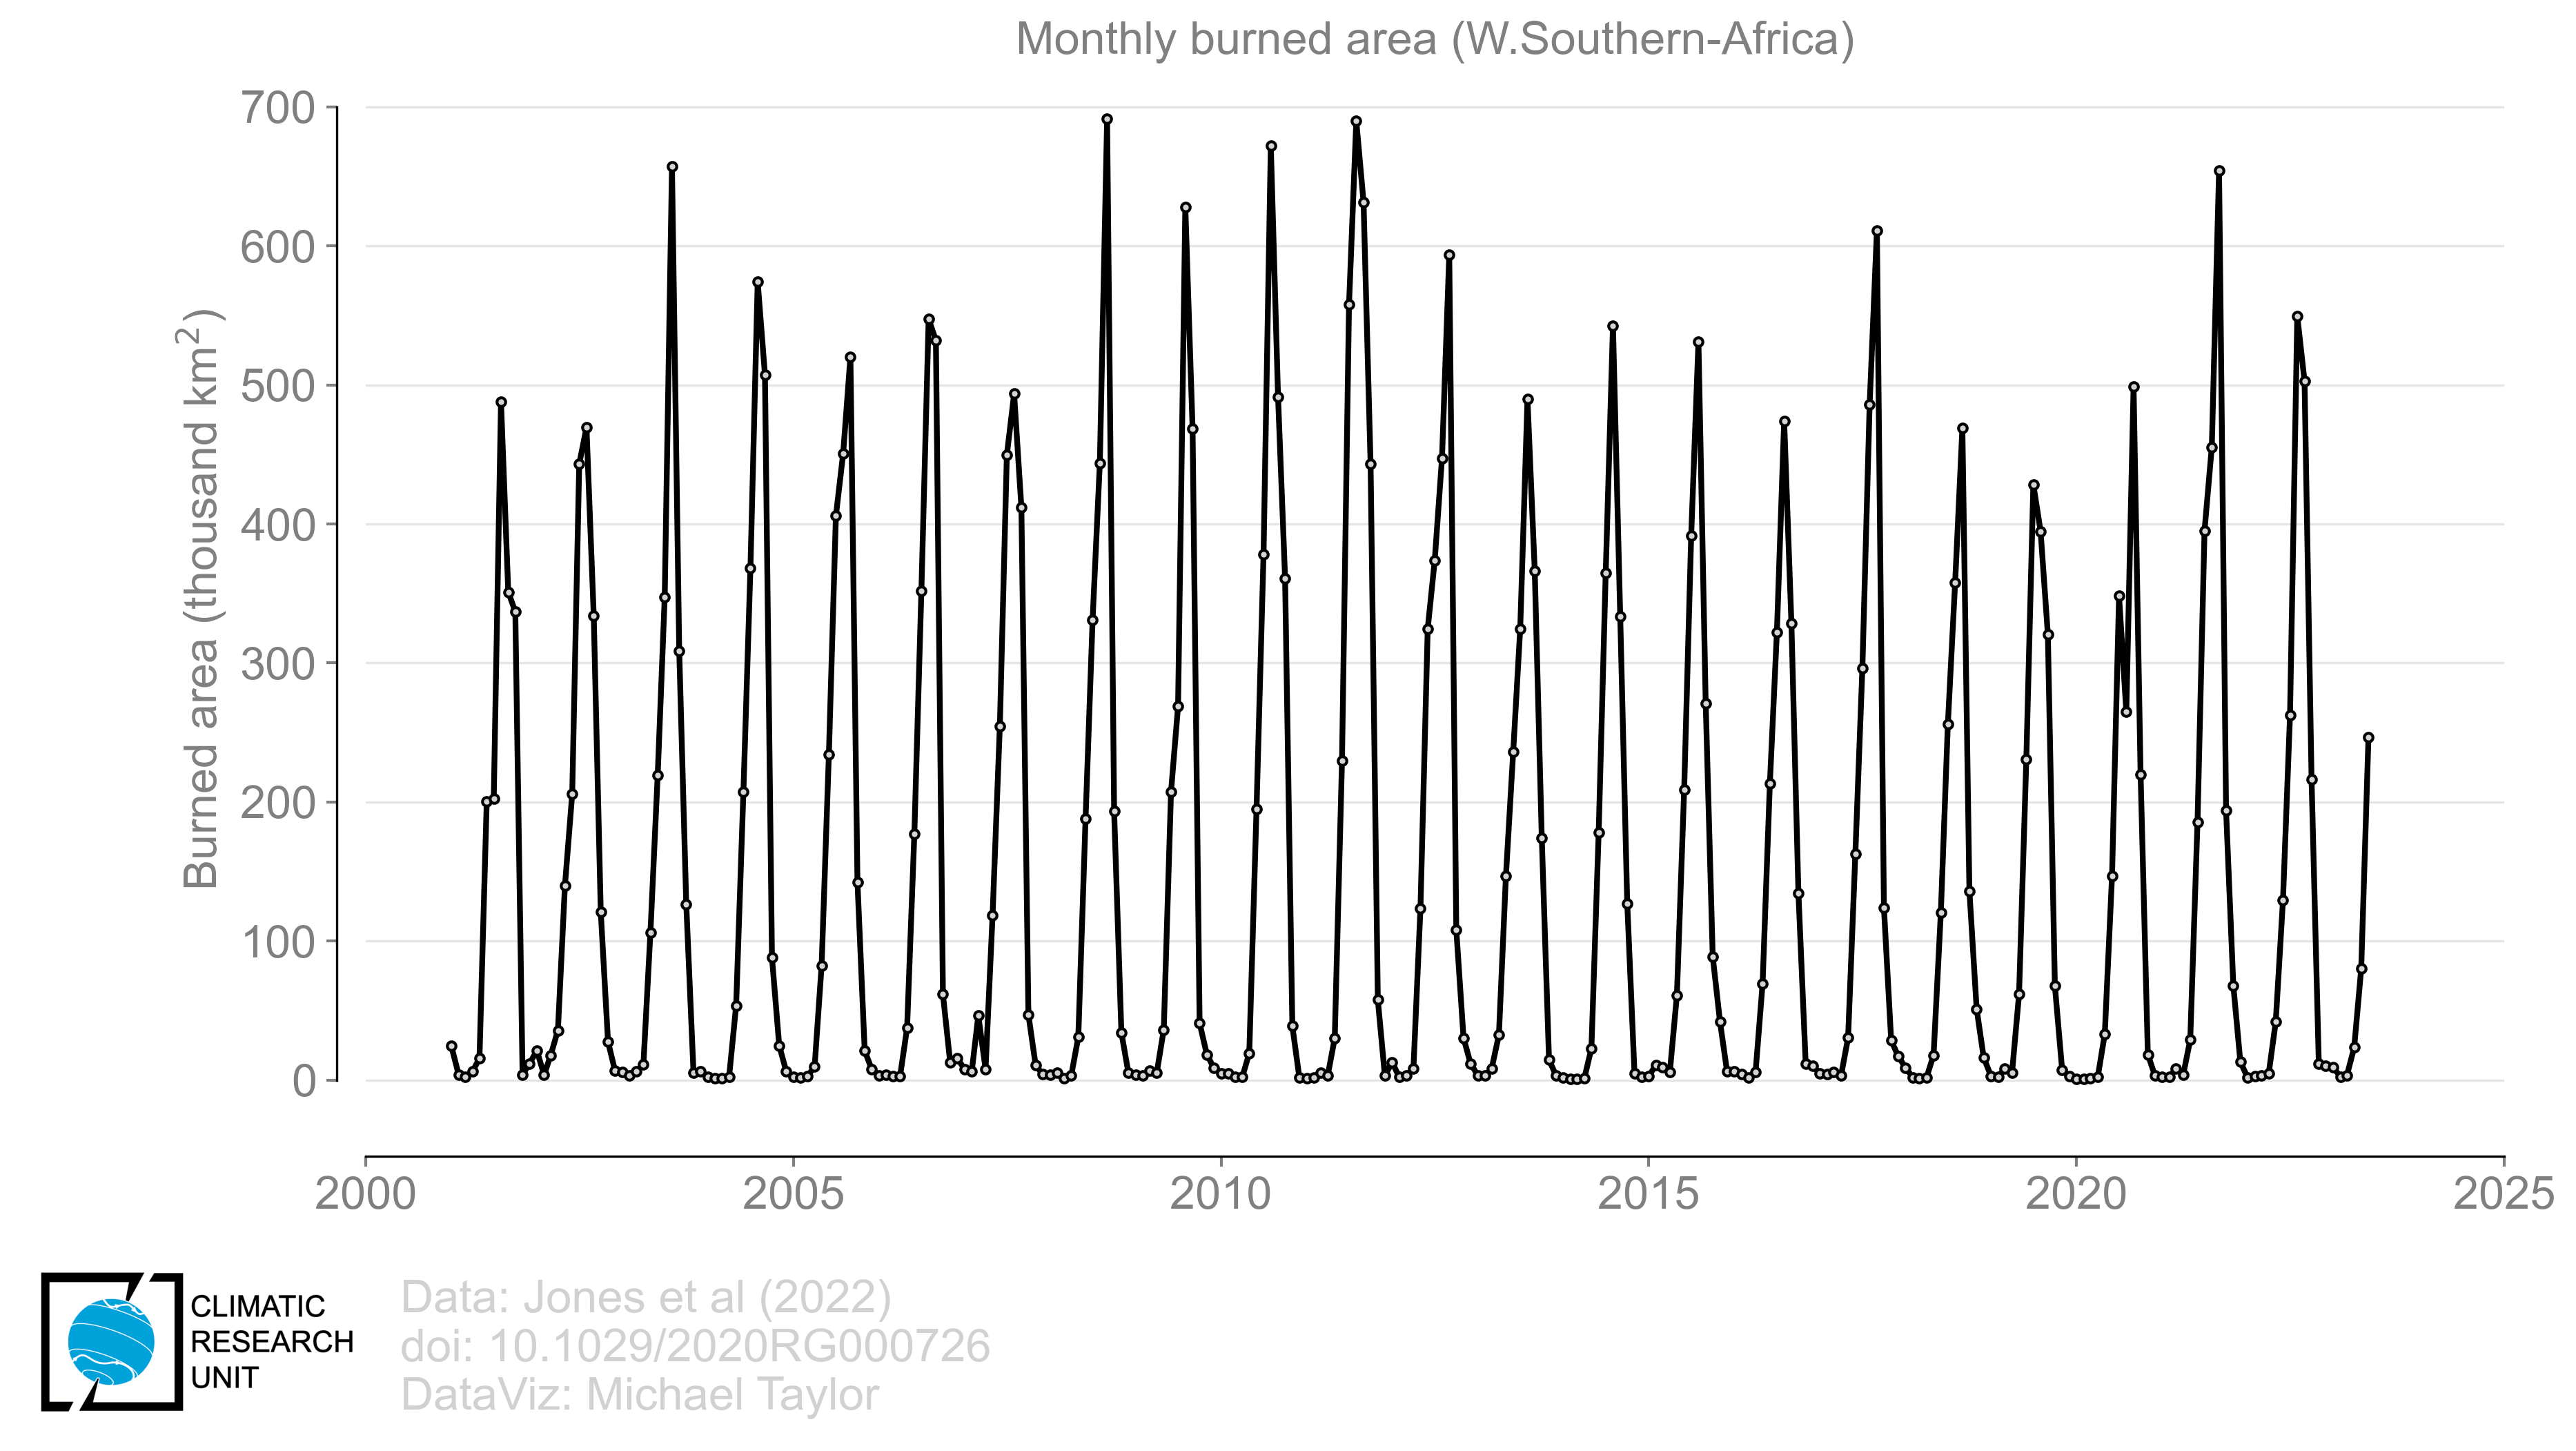 Monthly burned area (W.Southern-Africa)
Burned area (thousand km²)
700
600
500
400
300
200
100
0
2000 2005 2010 2015 2020 2025
CLIMATIC
RESEARCH
UNIT
Data: Jones et al (2022)
doi: 10.1029/2020RG000726
DataViz: Michael Taylor